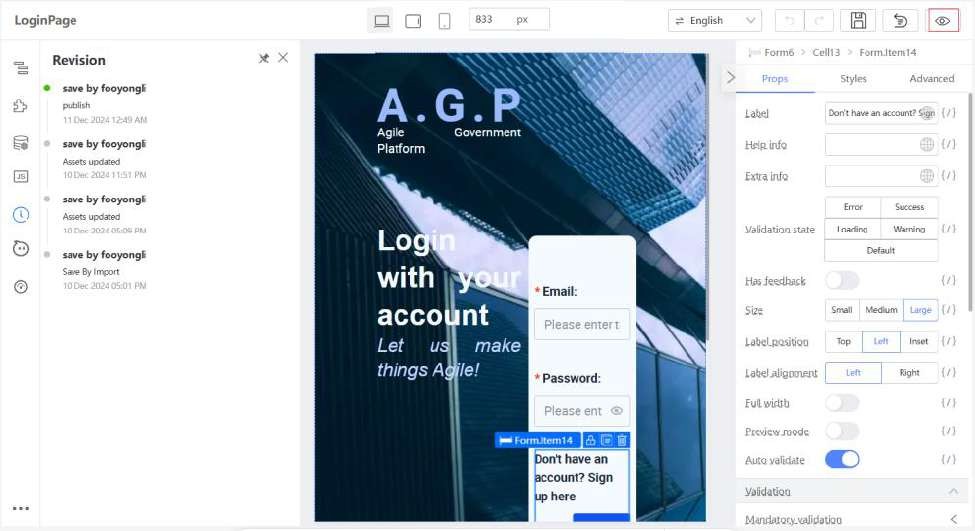 LoginPage
833 px
English
Revision
save by fooyongli
publish
11 Dec 2024 12:49 AM
save by fooyongli
Assets updated
10 Dec 2024 11:51 PM
save by fooyongli
Assets updated
10 Dec 2024 05:09 PM
save by fooyongli
Save By Import
10 Dec 2024 05:01 PM
JS
A.G.P
Agile Government
Platform
Login
with your
account
Let us make
things Agile!
* Email:
Please enter t
* Password:
Please ent
Form.Item14
Don't have an
account? Sign
up here
Form6 > Cell13 > Form.Item14
Props Styles Advanced
Label Don't have an account? Sign {/}
Help info {/}
Extra info {/}
Validation state Error Success Loading Warning Default {/}
Has feedback {/}
Size Small Medium Large {/}
Label position Top Left Inset {/}
Label alignment Left Right {/}
Full width {/}
Preview mode {/}
Auto validate {/}
Validation
Mandatory validation